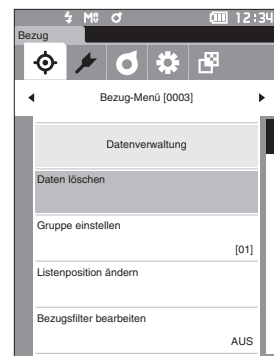 12:34
Bezug
Bezug-Menü [0003]
Datenverwaltung
Daten löschen
Gruppe einstellen
[01]
Listenposition ändern
Bezugsfilter bearbeiten
AUS